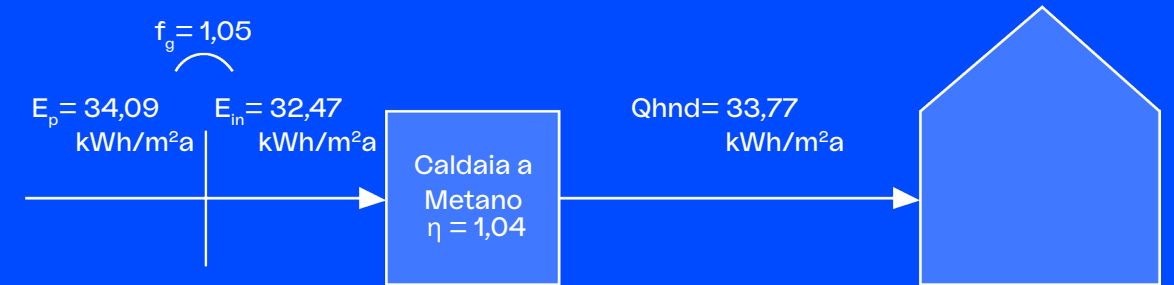 f_g= 1,05
E_p= 34,09
kWh/m²a
E_in= 32,47
kWh/m²a
Qhnd= 33,77
kWh/m²a
Caldaia a
Metano
η = 1,04